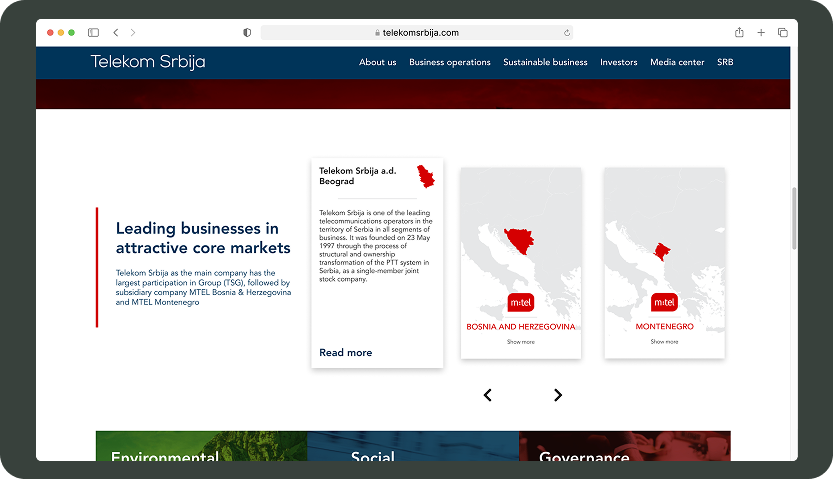 telekomsrbija.com
Telekom Srbija
About us
Business operations
Sustainable business
Investors
Media center
SRB
Leading businesses in
attractive core markets
Telekom Srbija as the main company has the
largest participation in Group (TSG), followed by
subsidiary company MTEL Bosnia & Herzegovina
and MTEL Montenegro
Telekom Srbija a.d.
Beograd
Telekom Srbija is one of the leading
telecommunications operators in the
territory of Serbia in all segments of
business. It was founded on 23 May
1997 through the process of
structural and ownership
transformation of the PTT system in
Serbia, as a single-member joint
stock company.
Read more
m:tel
BOSNIA AND HERZEGOVINA
Show more
m:tel
MONTENEGRO
Show more
Environmental
Social
Governance